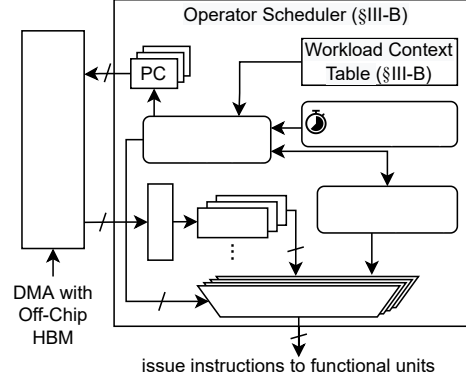 Operator Scheduler (§III-B)
Workload Context
Table (§III-B)
PC
DMA with
Off-Chip
HBM
issue instructions to functional units